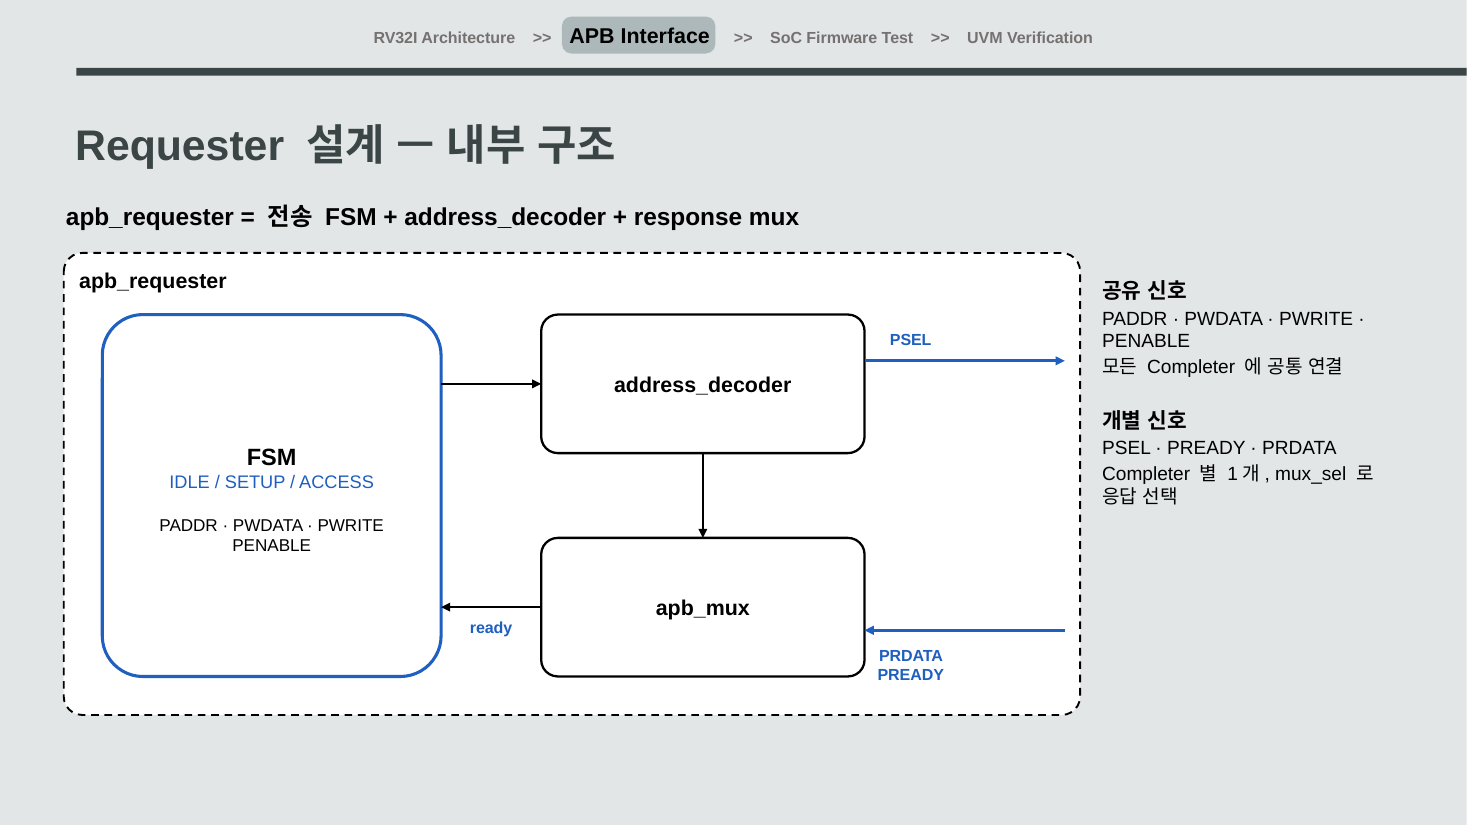 RV32I Architecture >> APB Interface >> SoC Firmware Test >> UVM Verification
Requester 설계 — 내부 구조
apb_requester = 전송 FSM + address_decoder + response mux
apb_requester
FSM
IDLE / SETUP / ACCESS
PADDR · PWDATA · PWRITE
PENABLE
address_decoder
PSEL
apb_mux
ready
PRDATA
PREADY
공유 신호
PADDR · PWDATA · PWRITE ·
PENABLE
모든 Completer 에 공통 연결
개별 신호
PSEL · PREADY · PRDATA
Completer 별 1 개 , mux_sel 로
응답 선택